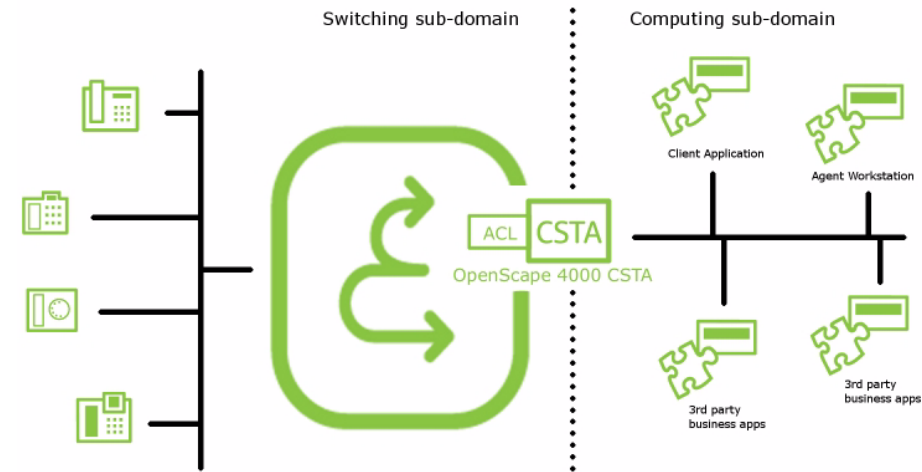 Switching sub-domain
Computing sub-domain
Client Application
Agent Workstation
ACL
CSTA
OpenScape 4000 CSTA
3rd party
business apps
3rd party
business apps